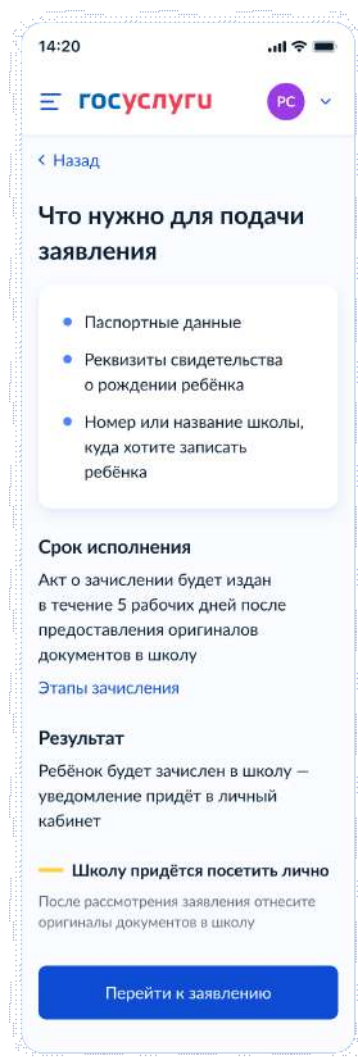 14:20
госуслуги
РС
Назад
Что нужно для подачи
заявления
Паспортные данные
Реквизиты свидетельства
о рождении ребёнка
Номер или название школы,
куда хотите записать
ребёнка
Срок исполнения
Акт о зачислении будет издан
в течение 5 рабочих дней после
предоставления оригиналов
документов в школу
Этапы зачисления
Результат
Ребёнок будет зачислен в школу —
уведомление придёт в личный
кабинет
Школу придётся посетить лично
После рассмотрения заявления отнесите
оригиналы документов в школу
Перейти к заявлению